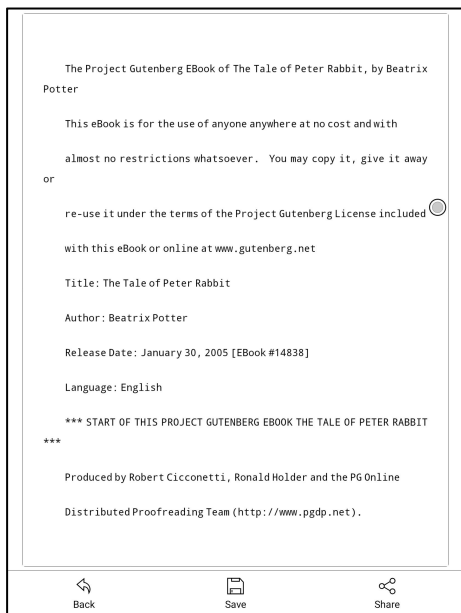 The Project Gutenberg EBook of The Tale of Peter Rabbit, by Beatrix
Potter
This eBook is for the use of anyone anywhere at no cost and with
almost no restrictions whatsoever.  You may copy it, give it away
or
re-use it under the terms of the Project Gutenberg License included
with this eBook or online at www.gutenberg.net
Title: The Tale of Peter Rabbit
Author: Beatrix Potter
Release Date: January 30, 2005 [EBook #14838]
Language: English
*** START OF THIS PROJECT GUTENBERG EBOOK THE TALE OF PETER RABBIT
***
Produced by Robert Cicconetti, Ronald Holder and the PG Online
Distributed Proofreading Team (http://www.pgdp.net).
Back Save Share